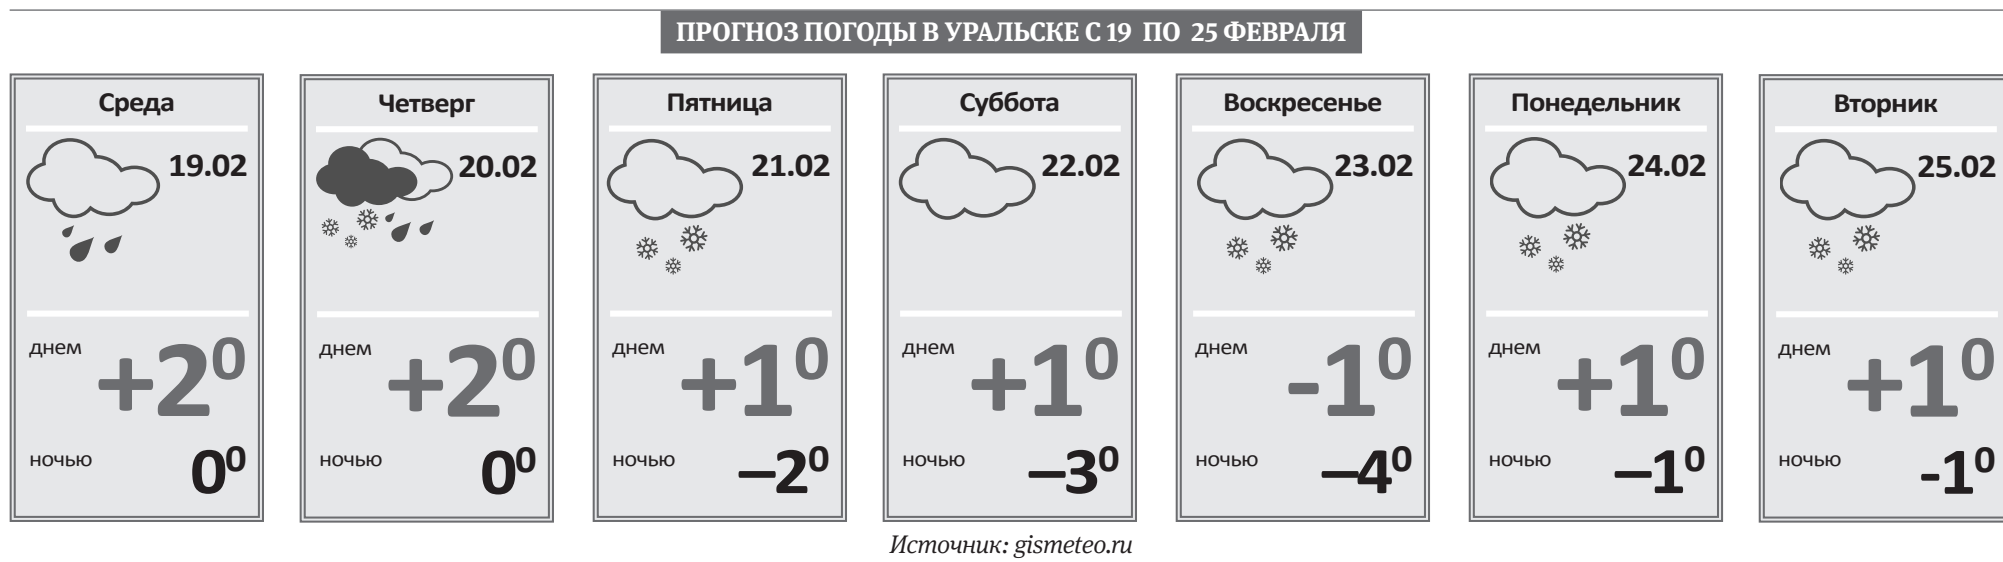 ПРОГНОЗ ПОГОДЫ В УРАЛЬСКЕ С 19 ПО 25 ФЕВРАЛЯ
Среда
19.02
днем
+2⁰
ночью
0⁰
Четверг
20.02
днем
+2⁰
ночью
0⁰
Пятница
21.02
днем
+1⁰
ночью
–2⁰
Суббота
22.02
днем
+1⁰
ночью
–3⁰
Воскресенье
23.02
днем
-1⁰
ночью
–4⁰
Понедельник
24.02
днем
+1⁰
ночью
–1⁰
Вторник
25.02
днем
+1⁰
ночью
-1⁰
Источник: gismeteo.ru